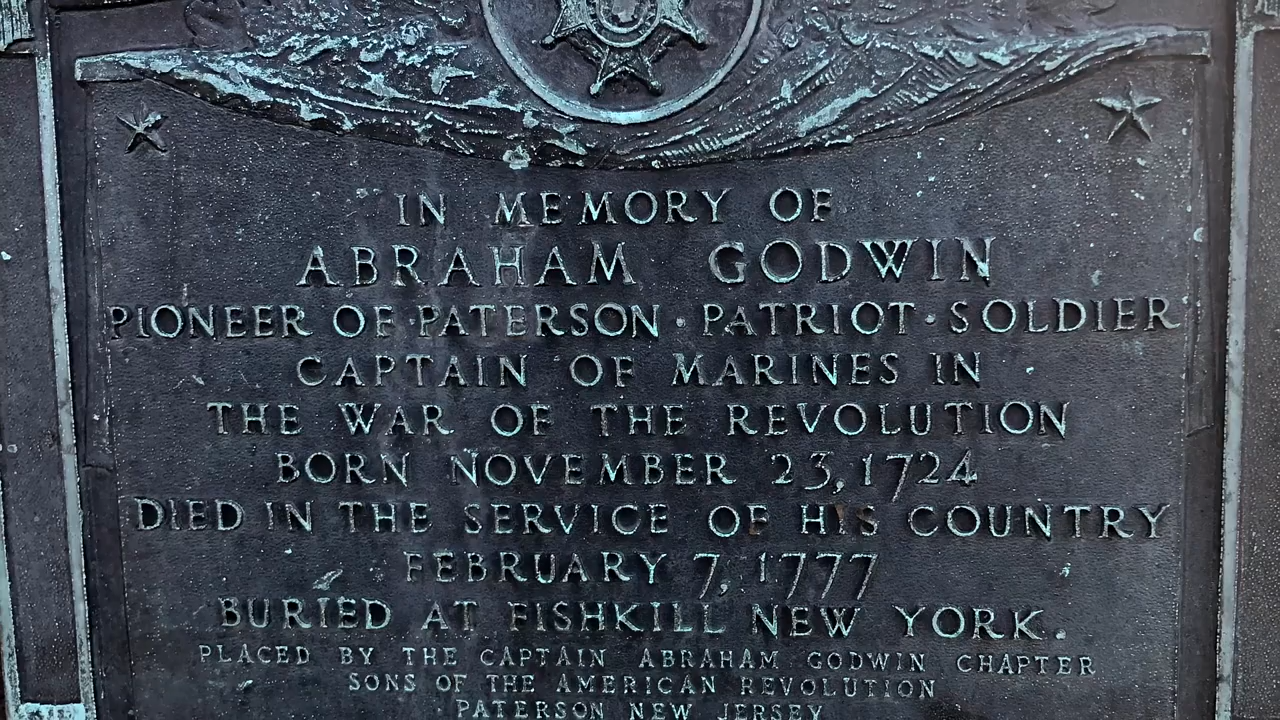 IN MEMORY OF
ABRAHAM GODWIN
PIONEER OF PATERSON · PATRIOT · SOLDIER
CAPTAIN OF MARINES IN
THE WAR OF THE REVOLUTION
BORN NOVEMBER 23, 1724
DIED IN THE SERVICE OF HIS COUNTRY
FEBRUARY 7, 1777
BURIED AT FISHKILL NEW YORK.
PLACED BY THE CAPTAIN ABRAHAM GODWIN CHAPTER
SONS OF THE AMERICAN REVOLUTION
· PATERSON NEW JERSEY